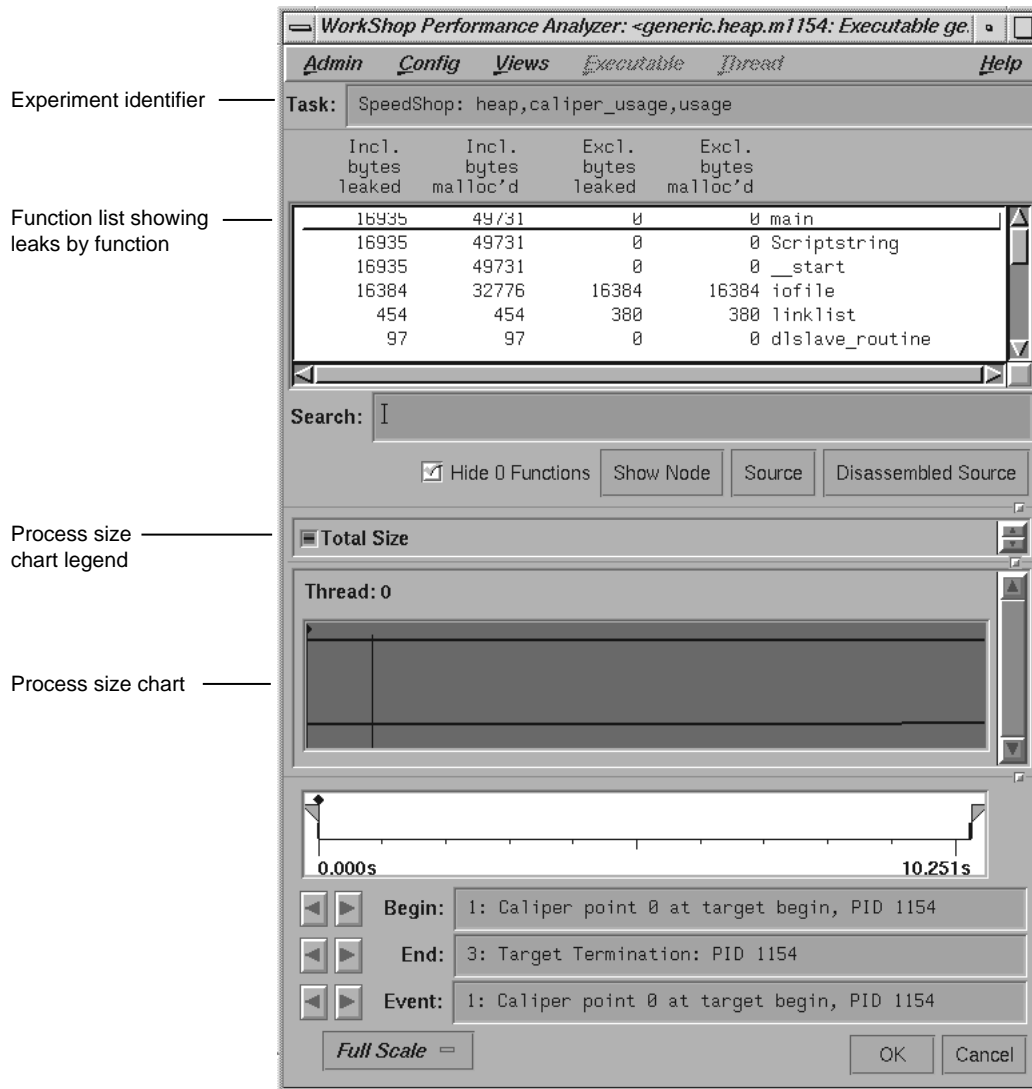 WorkShop Performance Analyzer: <generic.heap.m1154: Executable ge.
Admin Config Views Executable Thread Help
Experiment identifier
Task: SpeedShop: heap,caliper_usage,usage
Incl. Incl. Excl. Excl.
bytes bytes bytes bytes
leaked malloc'd leaked malloc'd
Function list showing
leaks by function
16935 49731 0 0 main
16935 49731 0 0 Scriptstring
16935 49731 0 0 __start
16384 32776 16384 16384 iofile
454 454 380 380 linklist
97 97 0 0 dlslave_routine
Search:
Hide 0 Functions Show Node Source Disassembled Source
Process size
chart legend
Total Size
Thread: 0
Process size chart
0.000s 10.251s
Begin: 1: Caliper point 0 at target begin, PID 1154
End: 3: Target Termination: PID 1154
Event: 1: Caliper point 0 at target begin, PID 1154
Full Scale OK Cancel